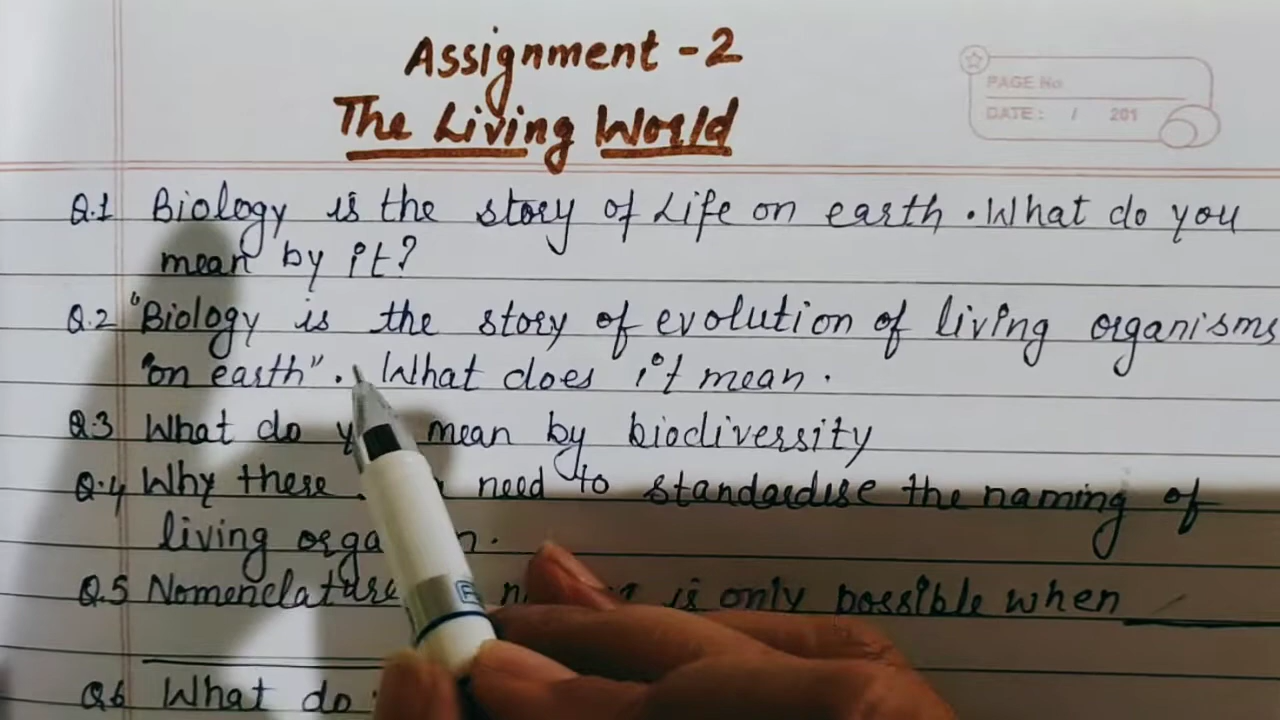 Assignment -2
The Living World
PAGE No
DATE: / 201
Q.1 Biology is the story of Life on earth. What do you
mean by it?
Q.2 "Biology is the story of evolution of living organisms
"on earth". What does it mean.
Q.3 What do mean by biodiversity
Q.4 Why there need to standardise the naming of
living
Q.5 Nomenclature is only possible when
Q6 What do